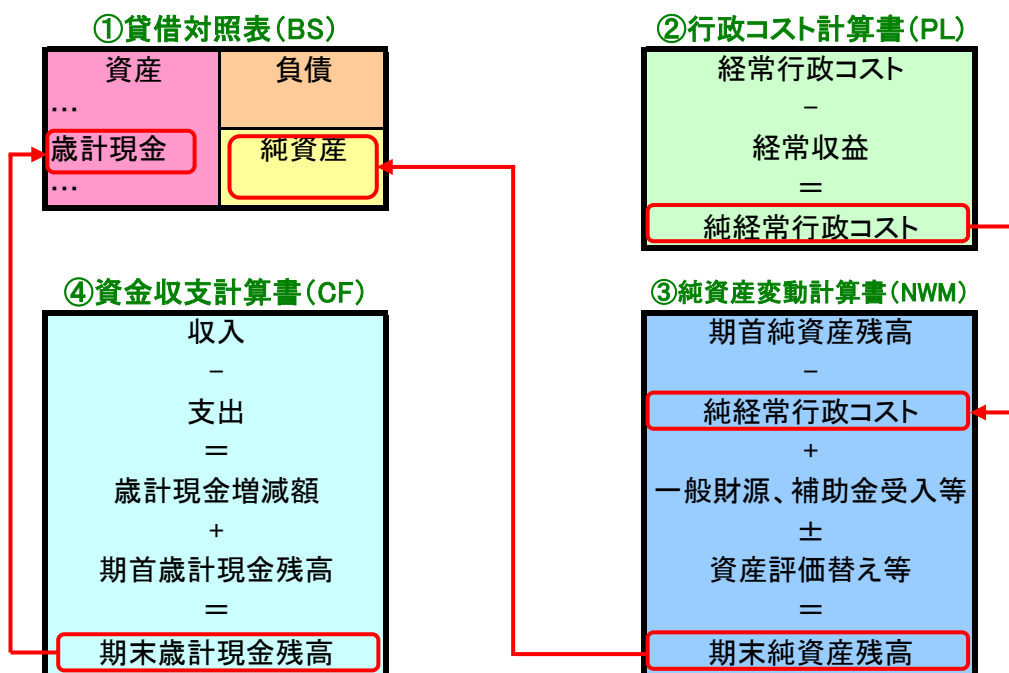 ①貸借対照表(BS)
資産
負債
…
歳計現金
純資産
…
②行政コスト計算書(PL)
経常行政コスト
－
経常収益
＝
純経常行政コスト
④資金収支計算書(CF)
収入
－
支出
＝
歳計現金増減額
+
期首歳計現金残高
＝
期末歳計現金残高
③純資産変動計算書(NWM)
期首純資産残高
－
純経常行政コスト
+
一般財源、補助金受入等
±
資産評価替え等
＝
期末純資産残高